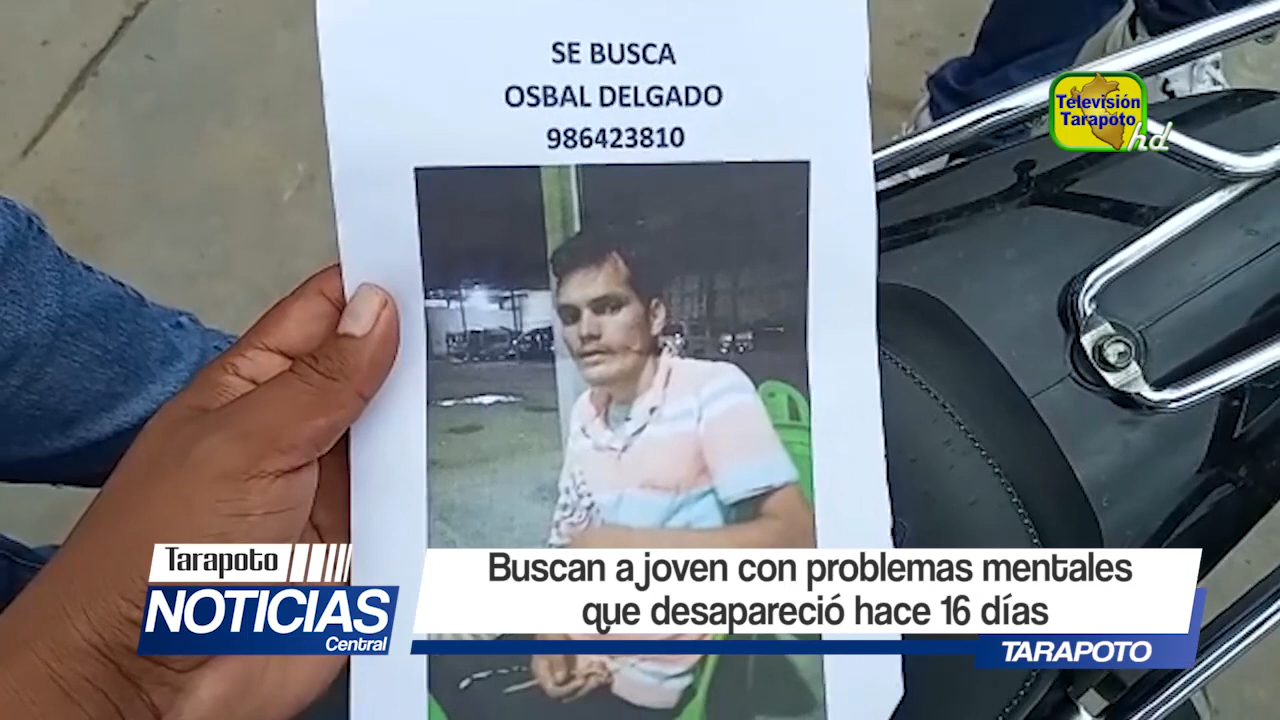 SE BUSCA
OSBAL DELGADO
986423810
Televisión
Tarapoto
hd
Tarapoto
NOTICIAS
Central
Buscan a joven con problemas mentales
que desapareció hace 16 días
TARAPOTO